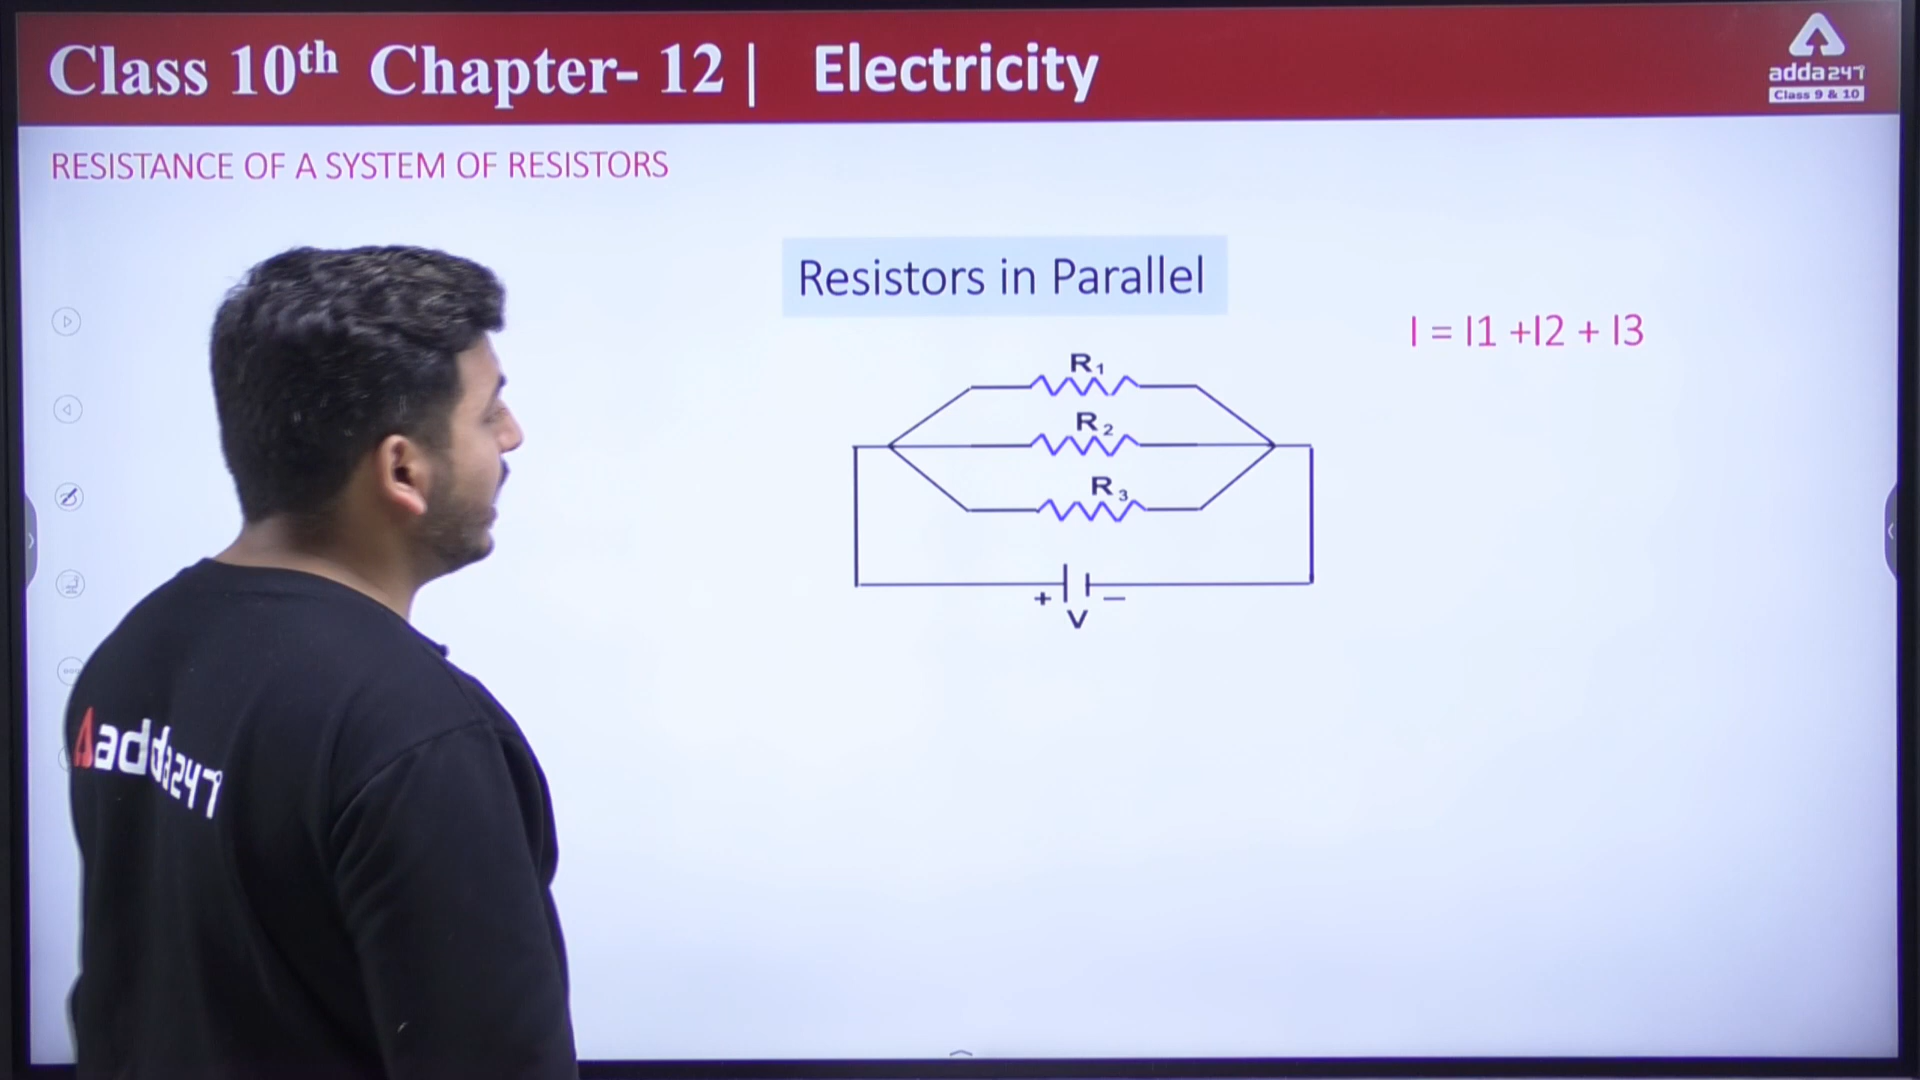 Class 10th Chapter- 12 | Electricity
adda247
Class 9 & 10
RESISTANCE OF A SYSTEM OF RESISTORS
Resistors in Parallel
I = I1 +I2 + I3
R1
R2
R3
+ −
V
adda247